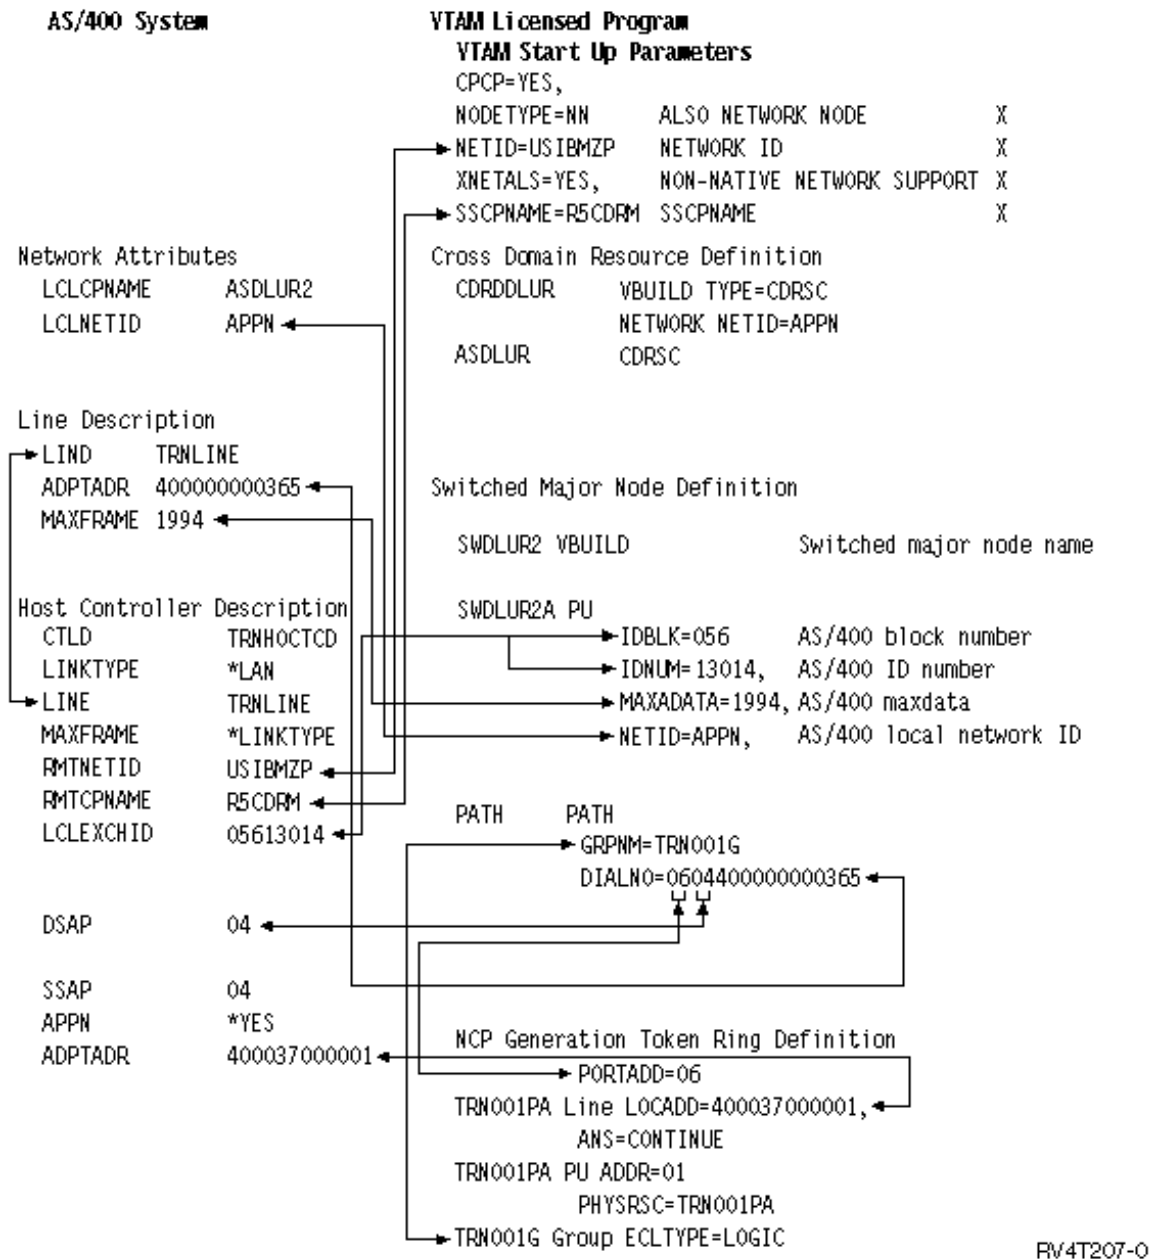 AS/400 System VTAM Licensed Program
VTAM Start Up Parameters
CPCP=YES,
NODETYPE=NN ALSO NETWORK NODE X
NETID=USIBMZP NETWORK ID X
XNETALS=YES, NON-NATIVE NETWORK SUPPORT X
SSCPNAME=R5CDRM SSCPNAME X
Network Attributes Cross Domain Resource Definition
LCLCPNAME ASDLUR2 CDRDDLUR VBUILD TYPE=CDRSC
LCLNETID APPN NETWORK NETID=APPN
ASDLUR CDRSC
Line Description
LIND TRNLINE
ADPTADR 400000000365 Switched Major Node Definition
MAXFRAME 1994
SWDLUR2 VBUILD Switched major node name
Host Controller Description SWDLUR2A PU
CTLD TRNHOCTCD IDBLK=056 AS/400 block number
LINKTYPE *LAN IDNUM=13014, AS/400 ID number
LINE TRNLINE MAXADATA=1994, AS/400 maxdata
MAXFRAME *LINKTYPE NETID=APPN, AS/400 local network ID
RMTNETID USIBMZP
RMTCPNAME R5CDRM PATH PATH
LCLEXCHID 05613014 GRPNM=TRN001G
DIALNO=0604400000000365
DSAP 04
SSAP 04
APPN *YES NCP Generation Token Ring Definition
ADPTADR 400037000001 PORTADD=06
TRN001PA Line LOCADD=400037000001,
ANS=CONTINUE
TRN001PA PU ADDR=01
PHYSRSC=TRN001PA
TRN001G Group ECLTYPE=LOGIC
RV4T207-0